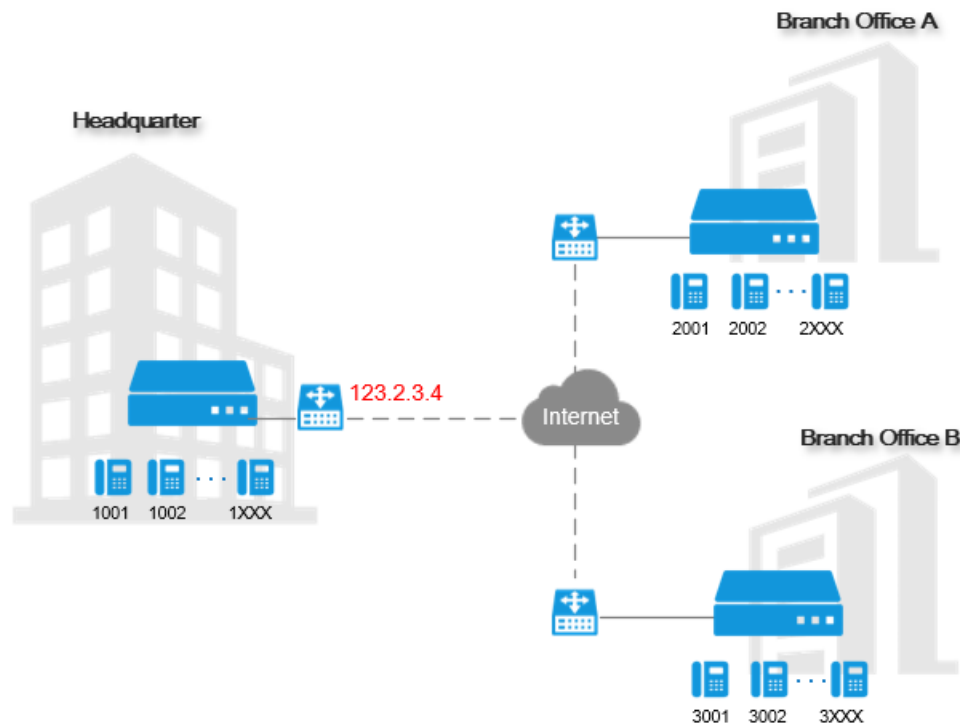 Branch Office A
Headquarter
2001 2002 2XXX
123.2.3.4
Internet
Branch Office B
1001 1002 1XXX
3001 3002 3XXX